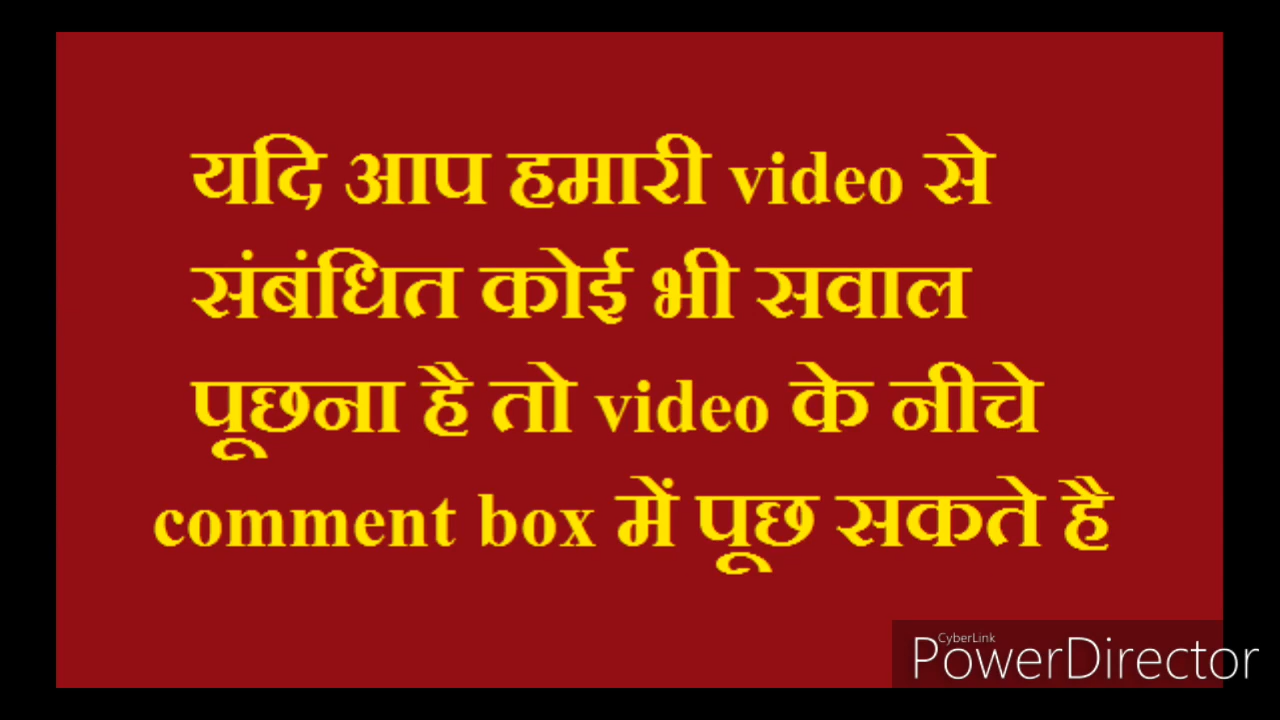 यदि आप हमारी video से
संबंधित कोई भी सवाल
पूछना है तो video के नीचे
comment box में पूछ सकते है
CyberLink
PowerDirector